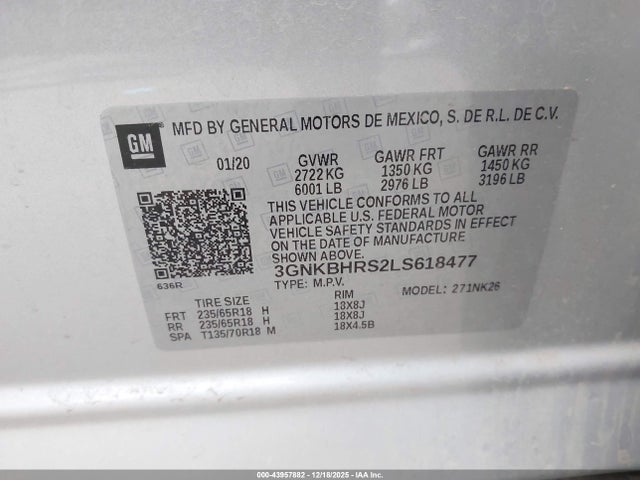 GM
MFD BY GENERAL MOTORS DE MEXICO, S. DE R.L. DE C.V.
01/20 GVWR GAWR FRT GAWR RR
2722 KG 1350 KG 1450 KG
6001 LB 2976 LB 3196 LB
THIS VEHICLE CONFORMS TO ALL
APPLICABLE U.S. FEDERAL MOTOR
VEHICLE SAFETY STANDARDS IN EFFECT
ON THE DATE OF MANUFACTURE SHOWN ABOVE.
3GNKBHRS2LS618477
TYPE: M.P.V. MODEL: 271NK26
636R
TIRE SIZE RIM
FRT 235/65R18 H 18X8J
RR 235/65R18 H 18X8J
SPA T135/70R18 M 18X4.5B
000-43957882 - 12/18/2025 - IAA Inc.